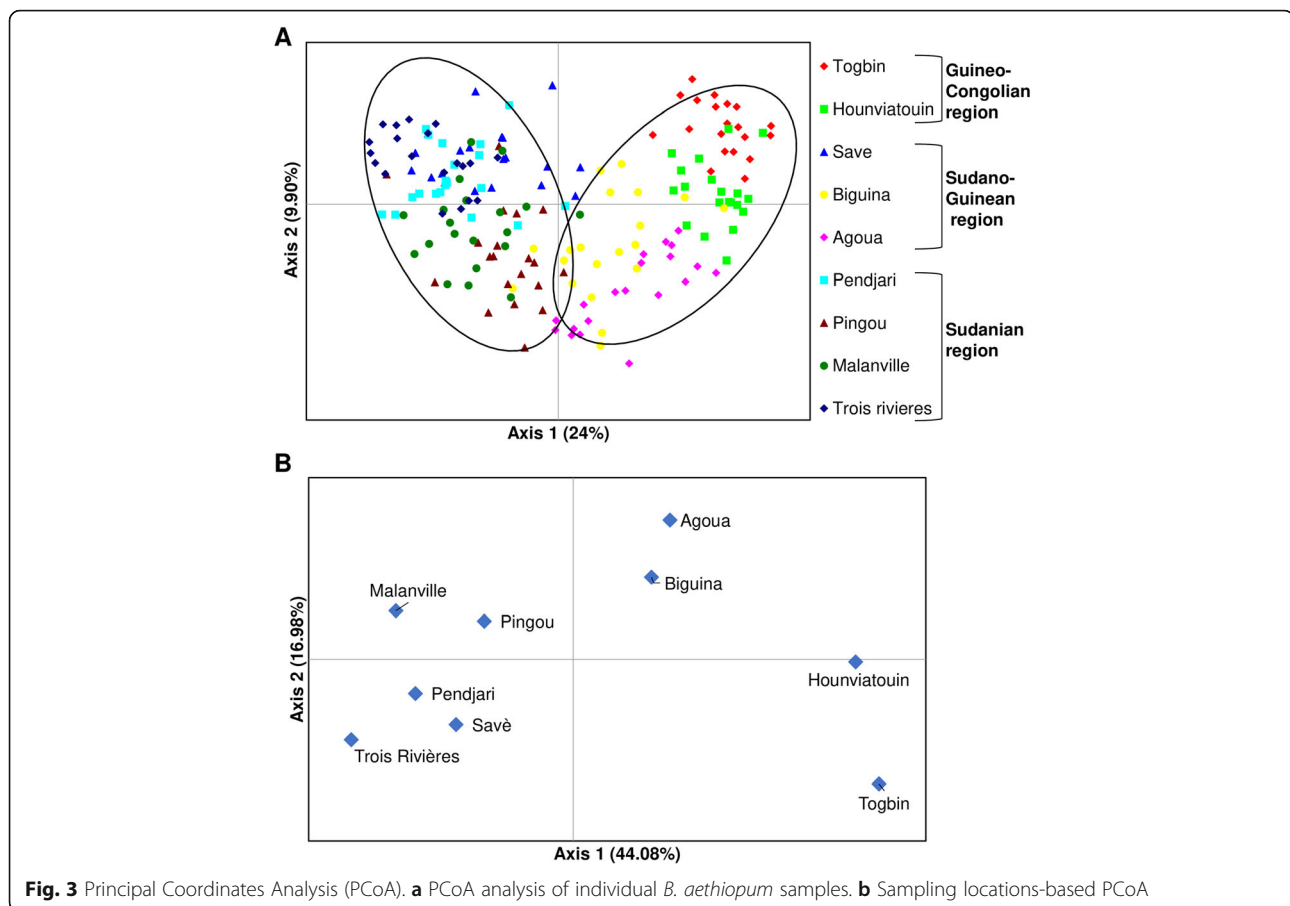 A
Axis 2 (9.90%)
Axis 1 (24%)
Togbin
Hounviatouin
Save
Biguina
Agoua
Pendjari
Pingou
Malanville
Trois rivieres
Guineo-
Congolian
region
Sudano-
Guinean
region
Sudanian
region
B
Axis 2 (16.98%)
Agoua
Biguina
Malanville
Pingou
Hounviatouin
Pendjari
Savè
Trois Rivières
Togbin
Axis 1 (44.08%)
Fig. 3 Principal Coordinates Analysis (PCoA). a PCoA analysis of individual B. aethiopum samples. b Sampling locations-based PCoA